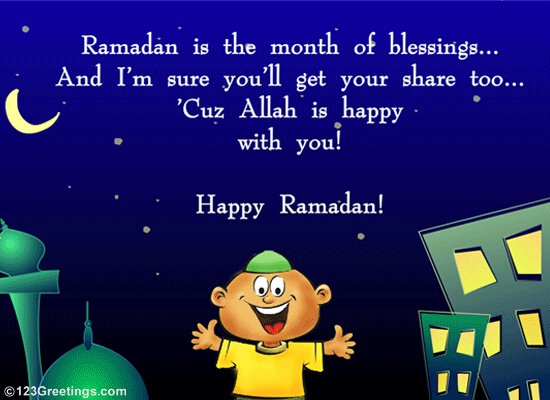 Ramadan is the month of blessings...
And I'm sure you'll get your share too...
'Cuz Allah is happy
with you!
Happy Ramadan!
©123Greetings.com